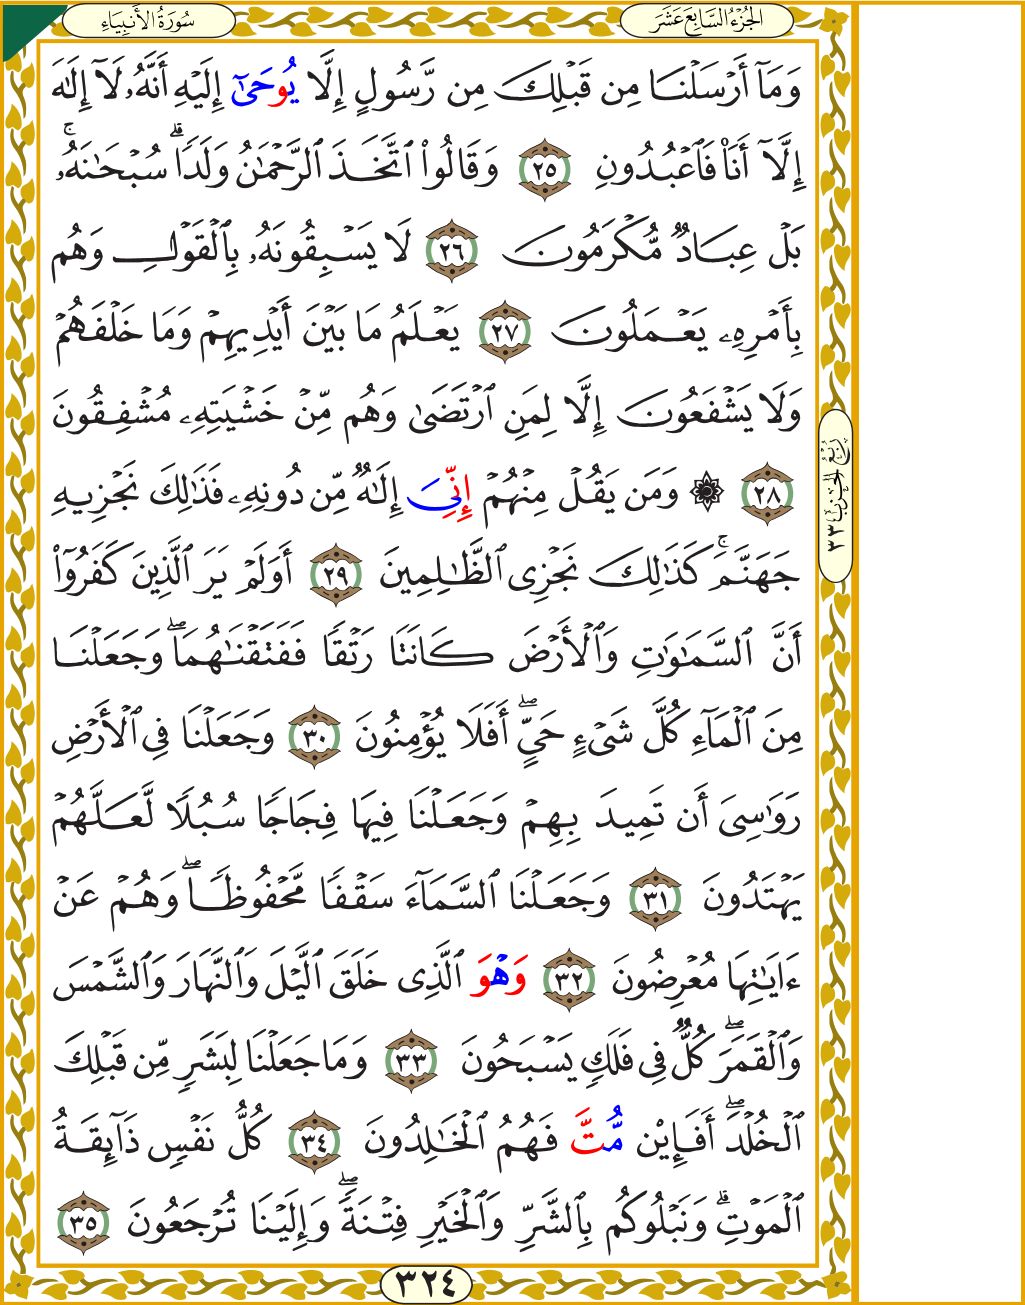 الجُزْءُ السَّابِعَ عَشَرَ
سُورَةُ الأَنبِيَاءِ
وَمَآ أَرْسَلْنَا مِن قَبْلِكَ مِن رَّسُولٍ إِلَّا يُوحَىٰٓ إِلَيْهِ أَنَّهُۥ لَآ إِلَٰهَ
إِلَّآ أَنَا۠ فَٱعْبُدُونِ ٢٥ وَقَالُوا۟ ٱتَّخَذَ ٱلرَّحْمَٰنُ وَلَدًا ۗ سُبْحَٰنَهُۥ ۚ
بَلْ عِبَادٌ مُّكْرَمُونَ ٢٦ لَا يَسْبِقُونَهُۥ بِٱلْقَوْلِ وَهُم
بِأَمْرِهِۦ يَعْمَلُونَ ٢٧ يَعْلَمُ مَا بَيْنَ أَيْدِيهِمْ وَمَا خَلْفَهُمْ
وَلَا يَشْفَعُونَ إِلَّا لِمَنِ ٱرْتَضَىٰ وَهُم مِّنْ خَشْيَتِهِۦ مُشْفِقُونَ
٢٨ ۞ وَمَن يَقُلْ مِنْهُمْ إِنِّىَ إِلَٰهٌ مِّن دُونِهِۦ فَذَٰلِكَ نَجْزِيهِ
جَهَنَّمَ ۚ كَذَٰلِكَ نَجْزِى ٱلظَّٰلِمِينَ ٢٩ أَوَلَمْ يَرَ ٱلَّذِينَ كَفَرُوٓا۟
أَنَّ ٱلسَّمَٰوَٰتِ وَٱلْأَرْضَ كَانَتَا رَتْقًا فَفَتَقْنَٰهُمَا ۖ وَجَعَلْنَا
مِنَ ٱلْمَآءِ كُلَّ شَىْءٍ حَىٍّ ۖ أَفَلَا يُؤْمِنُونَ ٣٠ وَجَعَلْنَا فِى ٱلْأَرْضِ
رَوَٰسِىَ أَن تَمِيدَ بِهِمْ وَجَعَلْنَا فِيهَا فِجَاجًا سُبُلًا لَّعَلَّهُمْ
يَهْتَدُونَ ٣١ وَجَعَلْنَا ٱلسَّمَآءَ سَقْفًا مَّحْفُوظًا ۖ وَهُمْ عَنْ
ءَايَٰتِهَا مُعْرِضُونَ ٣٢ وَهْوَ ٱلَّذِى خَلَقَ ٱلَّيْلَ وَٱلنَّهَارَ وَٱلشَّمْسَ
وَٱلْقَمَرَ ۖ كُلٌّ فِى فَلَكٍ يَسْبَحُونَ ٣٣ وَمَا جَعَلْنَا لِبَشَرٍ مِّن قَبْلِكَ
ٱلْخُلْدَ ۖ أَفَإِي۟ن مُّتَّ فَهُمُ ٱلْخَٰلِدُونَ ٣٤ كُلُّ نَفْسٍ ذَآئِقَةُ
ٱلْمَوْتِ ۗ وَنَبْلُوكُم بِٱلشَّرِّ وَٱلْخَيْرِ فِتْنَةً ۖ وَإِلَيْنَا تُرْجَعُونَ ٣٥
رُبْعُ الحِزْبِ ٣٣
٣٢٤